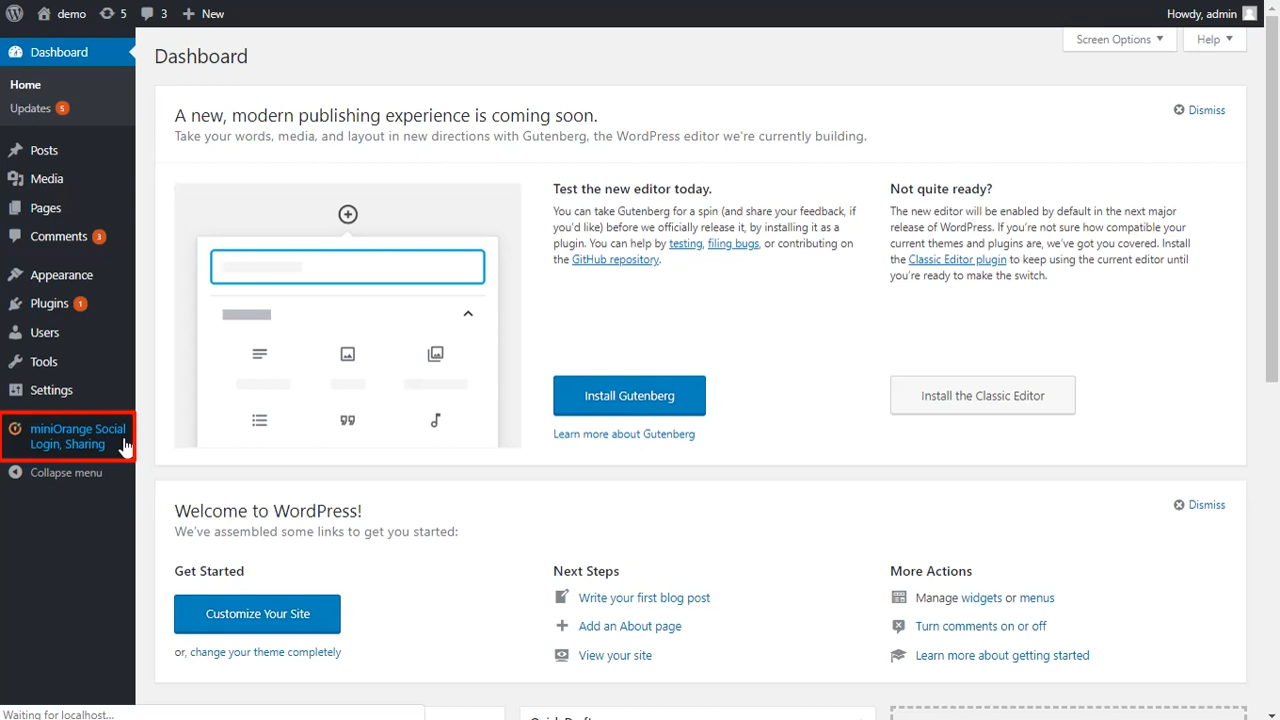 demo 5 3 New
Howdy, admin
Dashboard
Home
Updates 5
Posts
Media
Pages
Comments 3
Appearance
Plugins 1
Users
Tools
Settings
miniOrange Social
Login, Sharing
Collapse menu
Screen Options
Help
Dashboard
A new, modern publishing experience is coming soon.
Dismiss
Take your words, media, and layout in new directions with Gutenberg, the WordPress editor we're currently building.
Test the new editor today.
You can take Gutenberg for a spin (and share your feedback, if
you'd like) before we officially release it, by installing it as a
plugin. You can help by testing, filing bugs, or contributing on
the GitHub repository.
Install Gutenberg
Learn more about Gutenberg
Not quite ready?
The new editor will be enabled by default in the next major
release of WordPress. If you're not sure how compatible your
current themes and plugins are, we've got you covered. Install
the Classic Editor plugin to keep using the current editor until
you're ready to make the switch.
Install the Classic Editor
Welcome to WordPress!
Dismiss
We've assembled some links to get you started:
Get Started
Customize Your Site
or, change your theme completely
Next Steps
Write your first blog post
Add an About page
View your site
More Actions
Manage widgets or menus
Turn comments on or off
Learn more about getting started
Waiting for localhost...